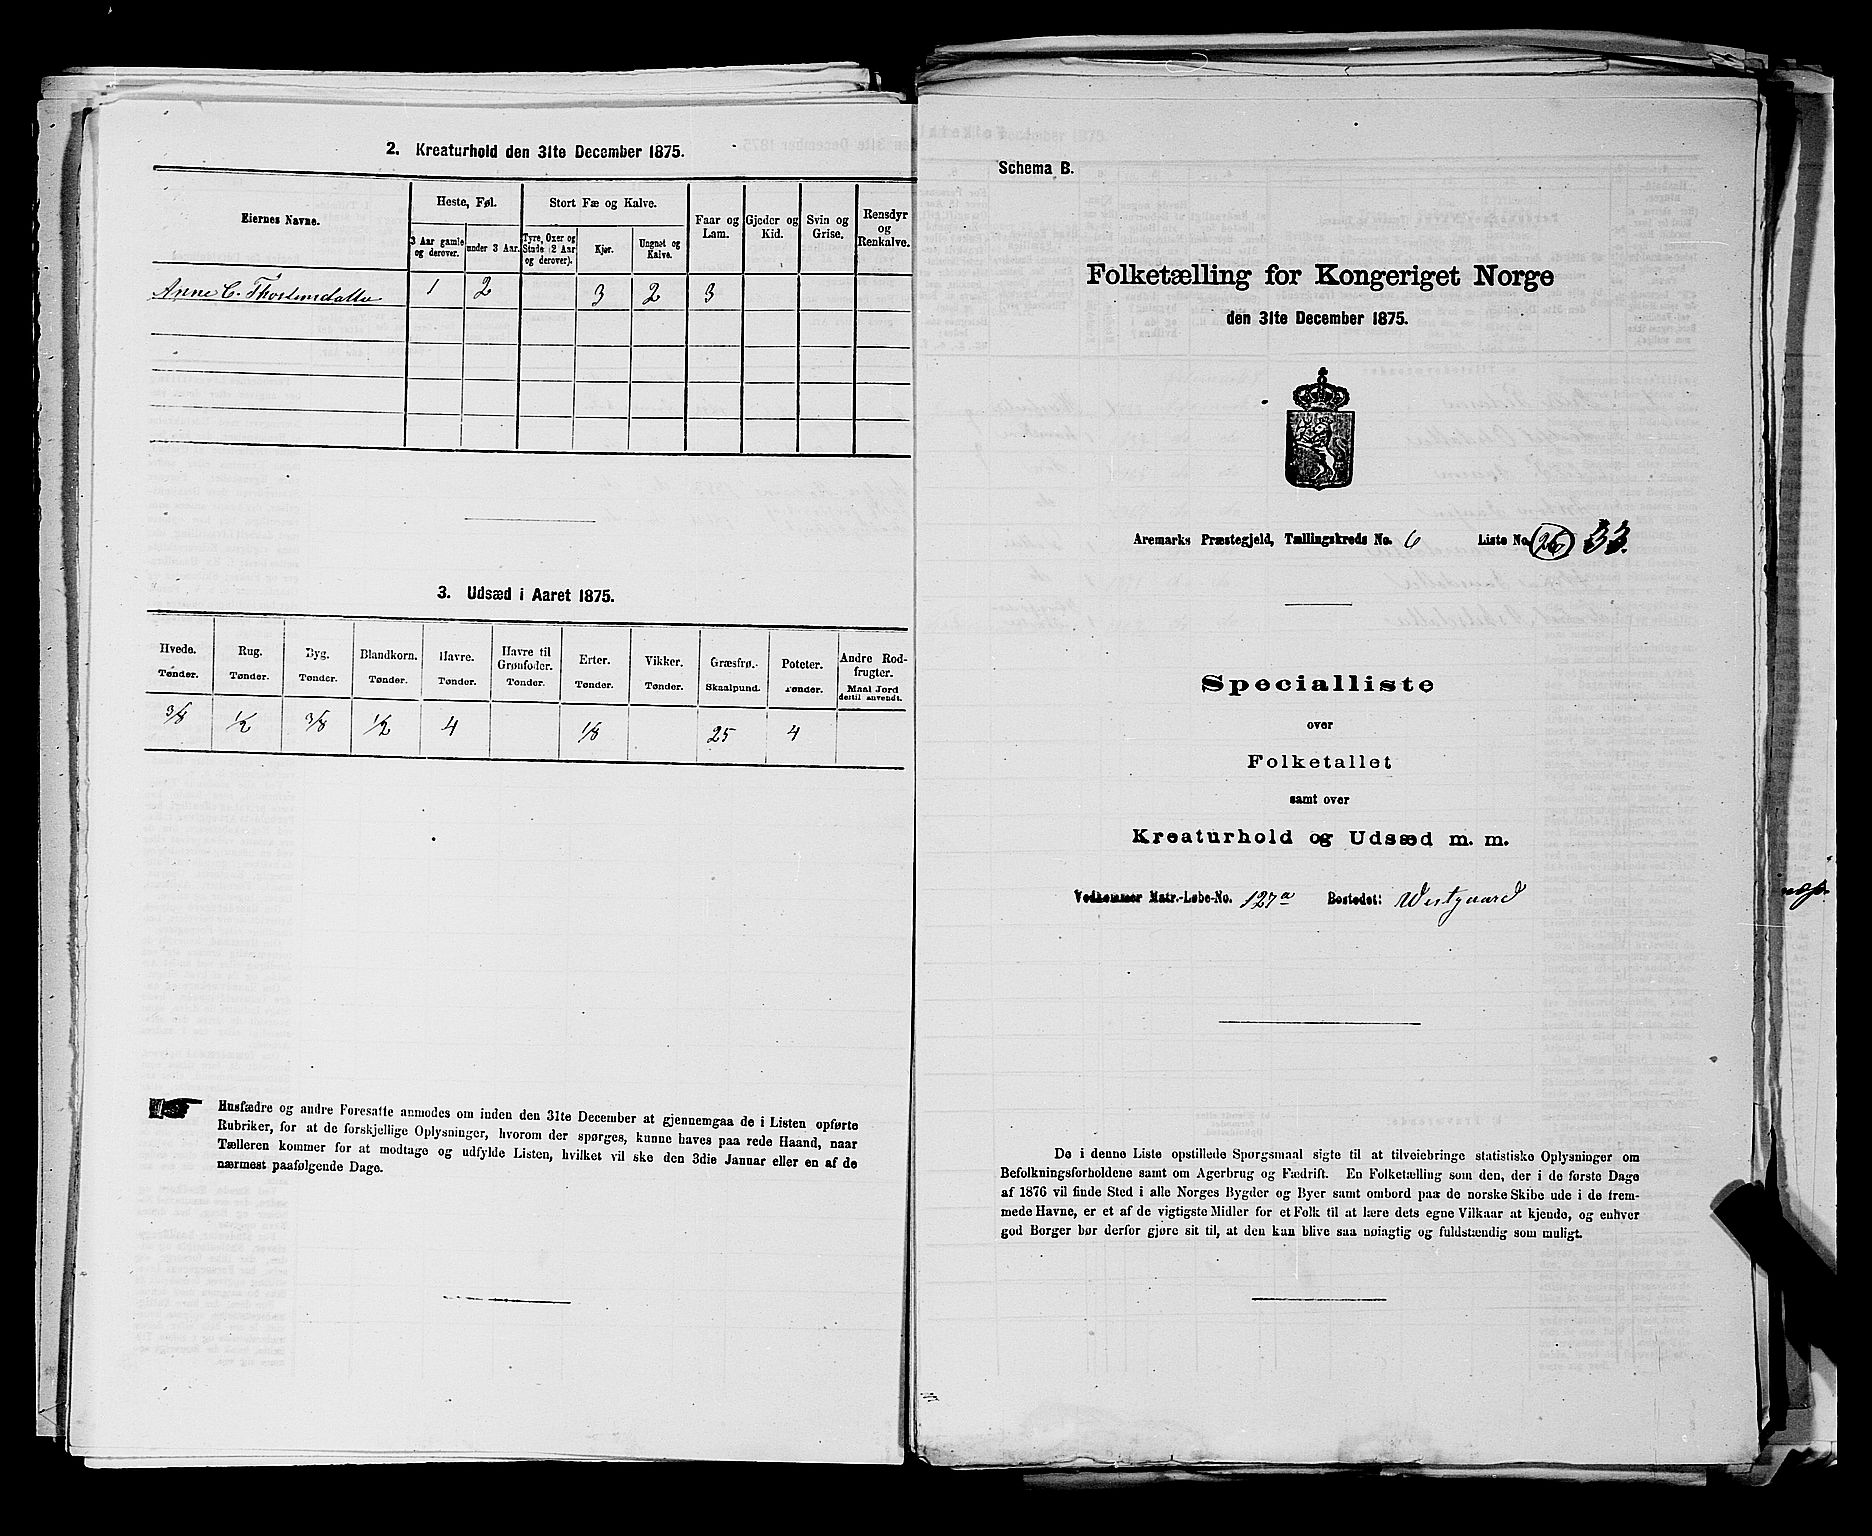 2. Kreaturhold den 31te December 1875.
Eiernes Navne.
Heste, Føl.
3 Aar gamle og derover.
under 3 Aar.
Stort Fæ og Kalve.
Tyre, Oxer og Stude (2 Aar og derover).
Kjør.
Ungnøt og Kalve.
Faar og Lam.
Gjeder og Kid.
Svin og Grise.
Rensdyr og Renkalve.
Anne C. Thostensdatter 1 2 3 2 3
3. Udsæd i Aaret 1875.
Hvede. Rug. Byg. Blandkorn. Havre. Havre til Grønfoder. Erter. Vikker. Græsfrø. Poteter. Andre Rodfrugter.
Tønder. Tønder. Tønder. Tønder. Tønder. Tønder. Tønder. Tønder. Skaalpund. Tønder. Maal Jord dertil anvendt.
3/8 1/2 3/8 1/2 4 1/8 25 4
Husfædre og andre Foresatte anmodes om inden den 31te December at gjennemgaa de i Listen opførte
Rubriker, for at de forskjellige Oplysninger, hvorom der spørges, kunne haves paa rede Haand, naar
Tælleren kommer for at modtage og udfylde Listen, hvilket vil ske den 3die Januar eller en af de
nærmest paafølgende Dage.
Schema B.
Folketælling for Kongeriget Norge
den 31te December 1875.
Aremarks Præstegjeld, Tællingskreds No. 6 Liste No. 26 33.
Specialliste
over
Folketallet
samt over
Kreaturhold og Udsæd m. m.
Vedkommer Matr.-Løbe-No. 127a Bostedet: Westgaard
De i denne Liste opstillede Spørgsmaal sigte til at tilveiebringe statistiske Oplysninger om
Befolkningsforholdene samt om Agerbrug og Fædrift. En Folketælling som den, der i de første Dage
af 1876 vil finde Sted i alle Norges Bygder og Byer samt ombord paa de norske Skibe ude i de frem-
mede Havne, er et af de vigtigste Midler for et Folk til at lære dets egne Vilkaar at kjende, og enhver
god Borger bør derfor gjøre sit til, at den kan blive saa nøiagtig og fuldstændig som muligt.